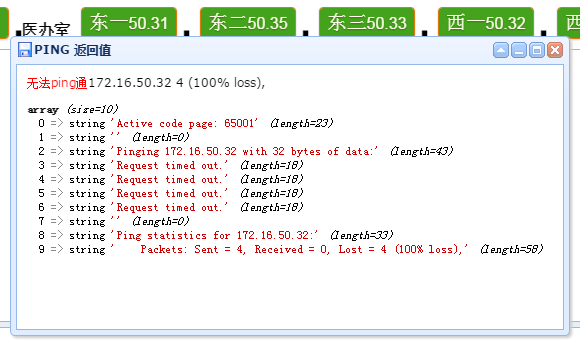 医办室 东一50.31 东二50.35 东三50.33 西一50.32 西
PING 返回值
无法ping通172.16.50.32 4 (100% loss),
array (size=10)
0 => string 'Active code page: 65001' (length=23)
1 => string '' (length=0)
2 => string 'Pinging 172.16.50.32 with 32 bytes of data:' (length=43)
3 => string 'Request timed out.' (length=18)
4 => string 'Request timed out.' (length=18)
5 => string 'Request timed out.' (length=18)
6 => string 'Request timed out.' (length=18)
7 => string '' (length=0)
8 => string 'Ping statistics for 172.16.50.32:' (length=33)
9 => string '    Packets: Sent = 4, Received = 0, Lost = 4 (100% loss),' (length=58)